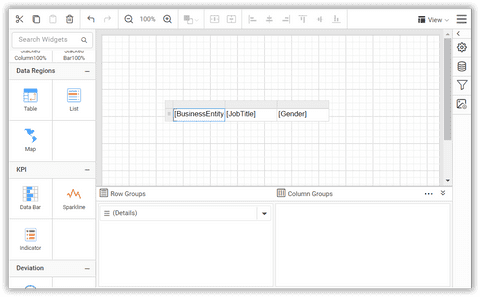 100%
View
Search Widgets
Stacked Stacked
Column100% Bar100%
Data Regions
Table List
Map
KPI
Data Bar Sparkline
Indicator
Deviation
[BusinessEntity [JobTitle] [Gender]
Row Groups Column Groups
(Details)